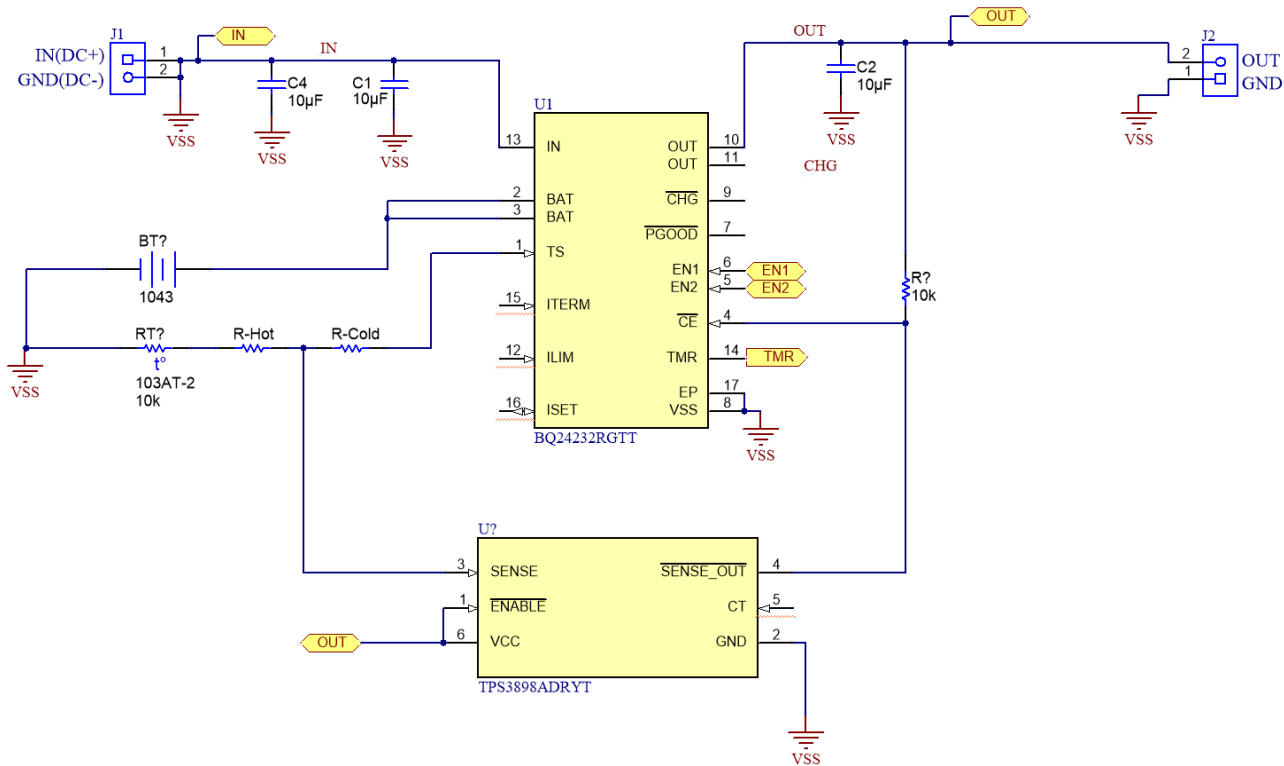 J1
IN(DC+) 1
GND(DC-) 2
VSS
IN
IN
C4
10µF
VSS
C1
10µF
VSS
OUT
OUT
C2
10µF
VSS
J2
2 OUT
1 GND
VSS
CHG
U1
13 IN
2 BAT
3 BAT
1 TS
15 ITERM
12 ILIM
16 ISET
OUT 10
OUT 11
CHG 9
PGOOD 7
EN1 6 EN1
EN2 5 EN2
CE 4
TMR 14 TMR
EP 17
VSS 8
BQ24232RGTT
VSS
R?
10k
BT?
1043
RT?
t°
103AT-2
10k
R-Hot
R-Cold
VSS
U?
3 SENSE
1 ENABLE
6 VCC
SENSE_OUT 4
CT 5
GND 2
TPS3898ADRYT
OUT
VSS